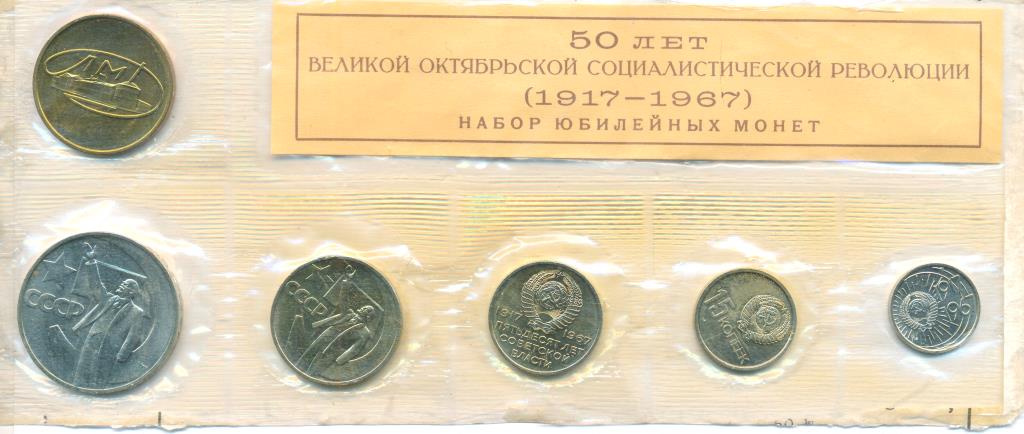 50 ЛЕТ
ВЕЛИКОЙ ОКТЯБРЬСКОЙ СОЦИАЛИСТИЧЕСКОЙ РЕВОЛЮЦИИ
(1917–1967)
НАБОР ЮБИЛЕЙНЫХ МОНЕТ
ЛМД
СССР
СССР
1917 1967
ПЯТЬДЕСЯТ ЛЕТ
СОВЕТСКОЙ
ВЛАСТИ
15
КОПЕЕК